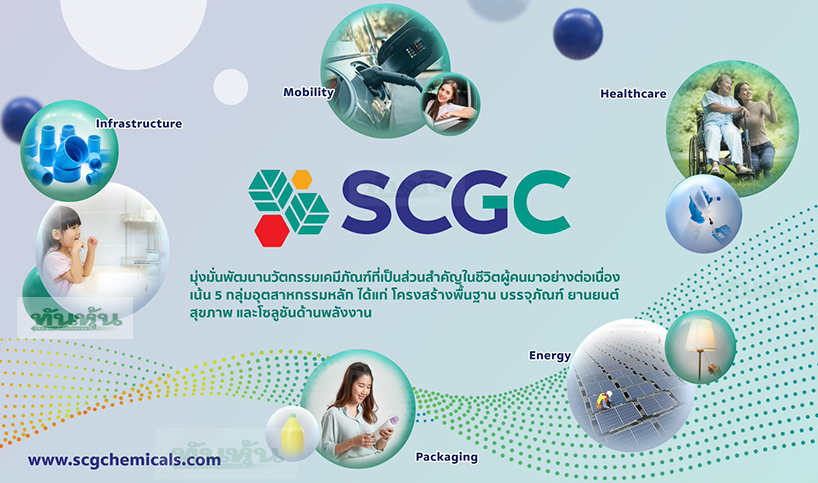 Mobility
Healthcare
Infrastructure
SCGC
มุ่งมั่นพัฒนานวัตกรรมเคมีภัณฑ์ที่เป็นส่วนสำคัญในชีวิตผู้คนมาอย่างต่อเนื่อง
เน้น 5 กลุ่มอุตสาหกรรมหลัก ได้แก่ โครงสร้างพื้นฐาน บรรจุภัณฑ์ ยานยนต์
สุขภาพ และโซลูชันด้านพลังงาน
ทันหุ้น
Energy
Packaging
ทันหุ้น
www.scgchemicals.com